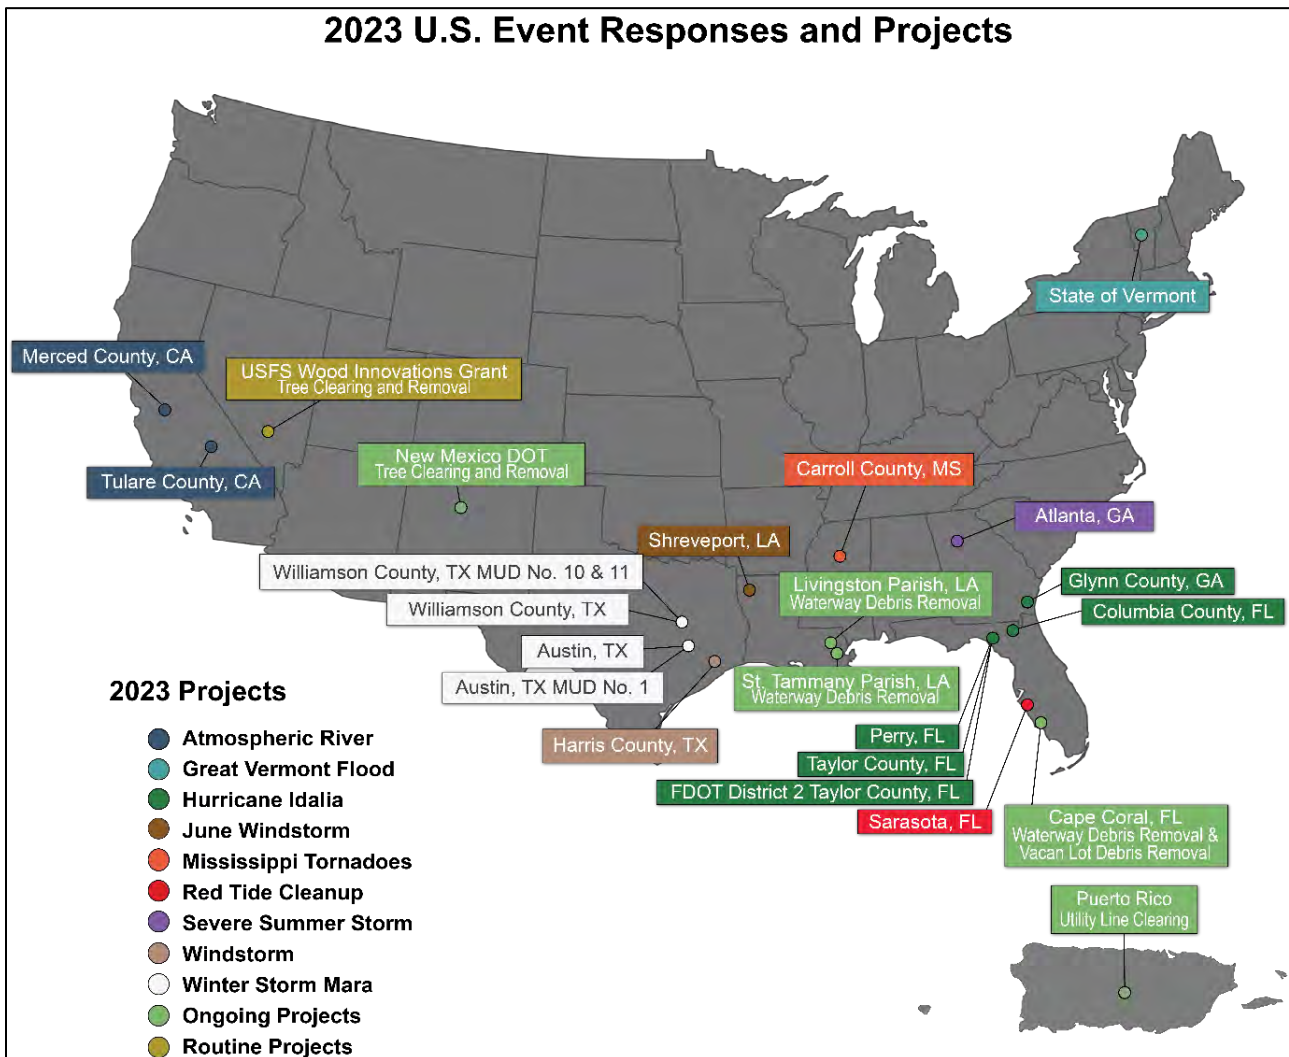 2023 U.S. Event Responses and Projects
State of Vermont
Merced County, CA
USFS Wood Innovations Grant
Tree Clearing and Removal
New Mexico DOT
Tree Clearing and Removal
Carroll County, MS
Tulare County, CA
Atlanta, GA
Shreveport, LA
Williamson County, TX MUD No. 10 & 11
Livingston Parish, LA
Waterway Debris Removal
Glynn County, GA
Williamson County, TX
Columbia County, FL
Austin, TX
St. Tammany Parish, LA
Waterway Debris Removal
Austin, TX MUD No. 1
Harris County, TX
Perry, FL
Taylor County, FL
FDOT District 2 Taylor County, FL
Sarasota, FL
Cape Coral, FL
Waterway Debris Removal &
Vacan Lot Debris Removal
Puerto Rico
Utility Line Clearing
2023 Projects
Atmospheric River
Great Vermont Flood
Hurricane Idalia
June Windstorm
Mississippi Tornadoes
Red Tide Cleanup
Severe Summer Storm
Windstorm
Winter Storm Mara
Ongoing Projects
Routine Projects